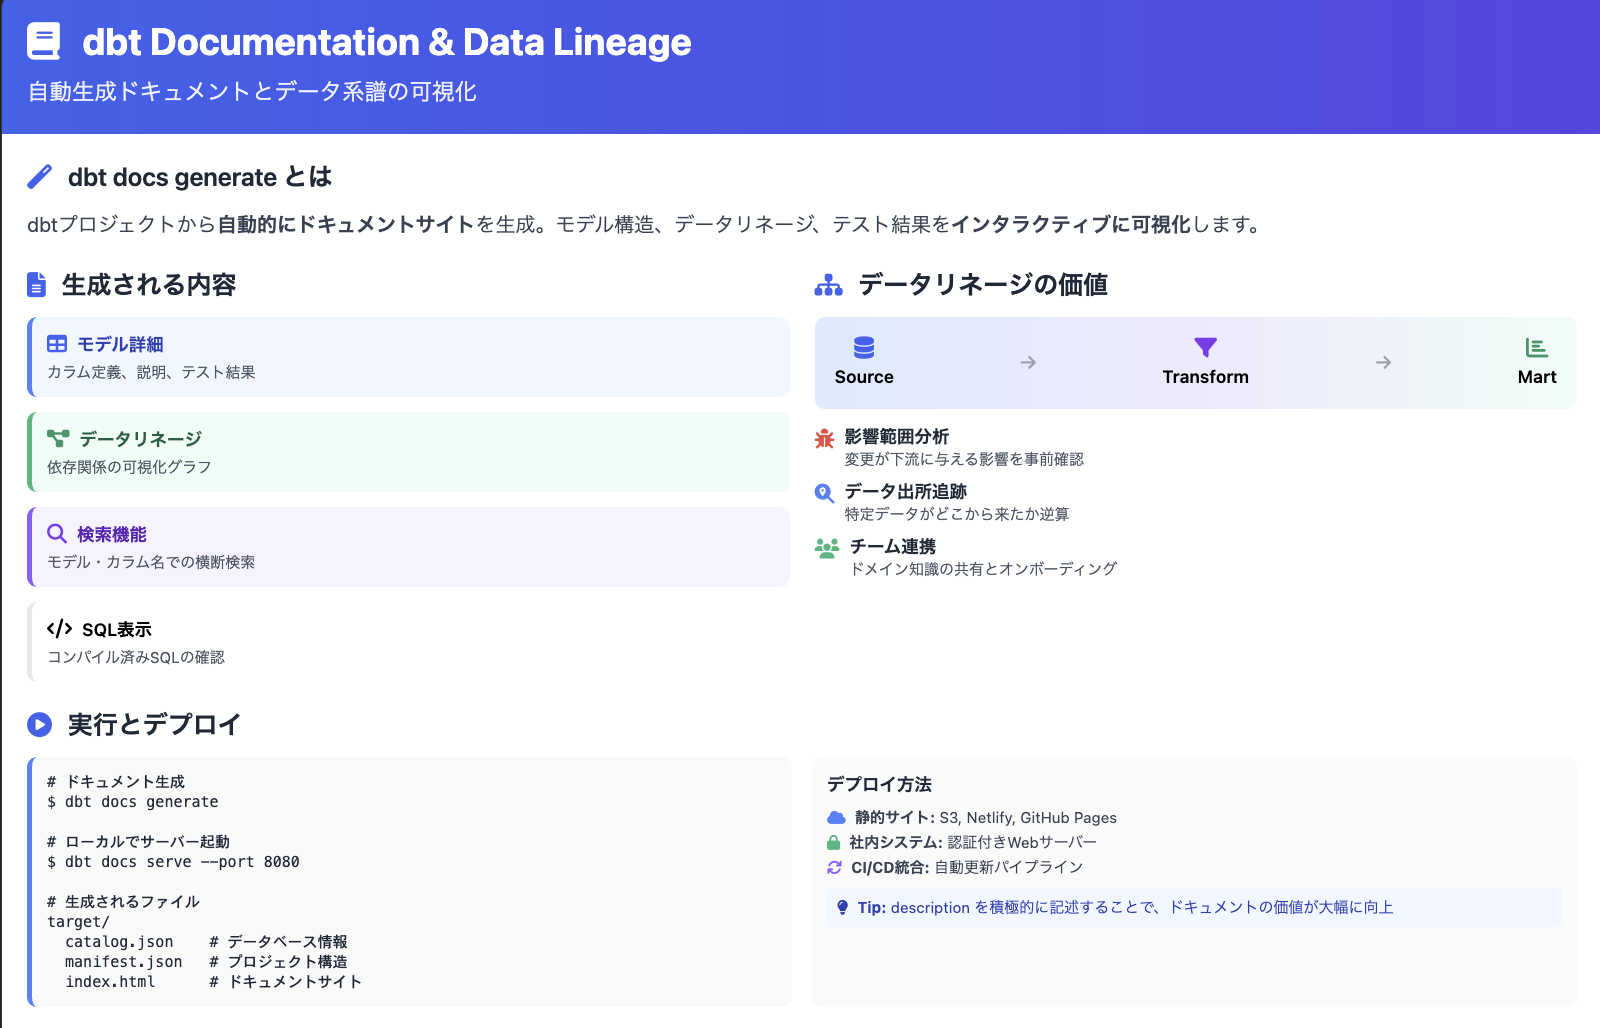 dbt Documentation & Data Lineage
自動生成ドキュメントとデータ系譜の可視化
dbt docs generate とは
dbtプロジェクトから自動的にドキュメントサイトを生成。モデル構造、データリネージ、テスト結果をインタラクティブに可視化します。
生成される内容
モデル詳細
カラム定義、説明、テスト結果
データリネージ
依存関係の可視化グラフ
検索機能
モデル・カラム名での横断検索
</> SQL表示
コンパイル済みSQLの確認
データリネージの価値
Source → Transform → Mart
影響範囲分析
変更が下流に与える影響を事前確認
データ出所追跡
特定データがどこから来たか逆算
チーム連携
ドメイン知識の共有とオンボーディング
実行とデプロイ
# ドキュメント生成
$ dbt docs generate
# ローカルでサーバー起動
$ dbt docs serve --port 8080
# 生成されるファイル
target/
catalog.json # データベース情報
manifest.json # プロジェクト構造
index.html # ドキュメントサイト
デプロイ方法
静的サイト: S3, Netlify, GitHub Pages
社内システム: 認証付きWebサーバー
CI/CD統合: 自動更新パイプライン
Tip: description を積極的に記述することで、ドキュメントの価値が大幅に向上